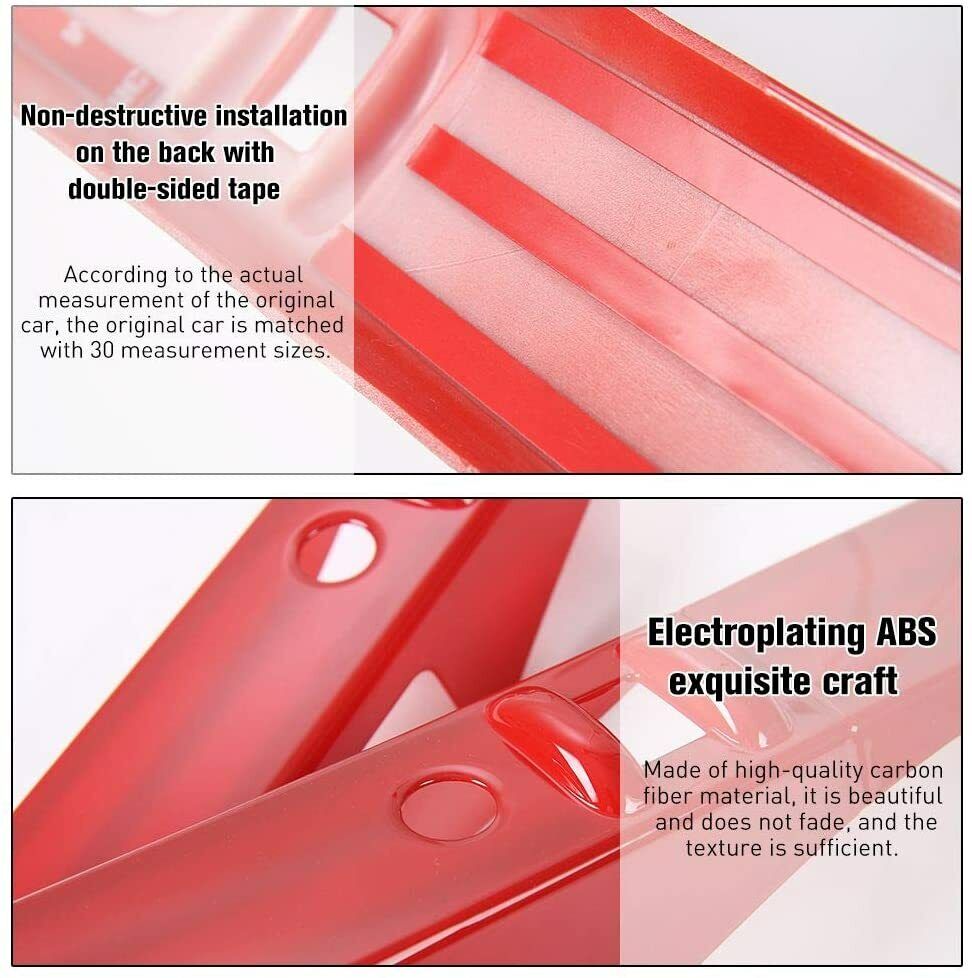 Non-destructive installation
on the back with
double-sided tape
According to the actual
measurement of the original
car, the original car is matched
with 30 measurement sizes.
Electroplating ABS
exquisite craft
Made of high-quality carbon
fiber material, it is beautiful
and does not fade, and the
texture is sufficient.